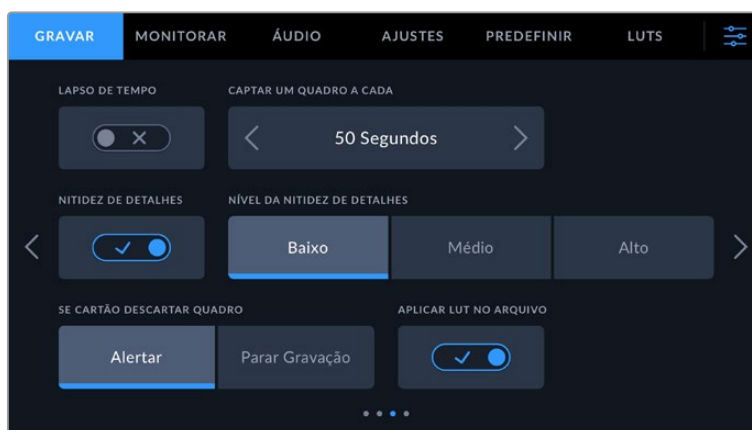 GRAVAR MONITORAR ÁUDIO AJUSTES PREDEFINIR LUTS
LAPSO DE TEMPO CAPTAR UM QUADRO A CADA
50 Segundos
NITIDEZ DE DETALHES NÍVEL DA NITIDEZ DE DETALHES
Baixo Médio Alto
SE CARTÃO DESCARTAR QUADRO APLICAR LUT NO ARQUIVO
Alertar Parar Gravação